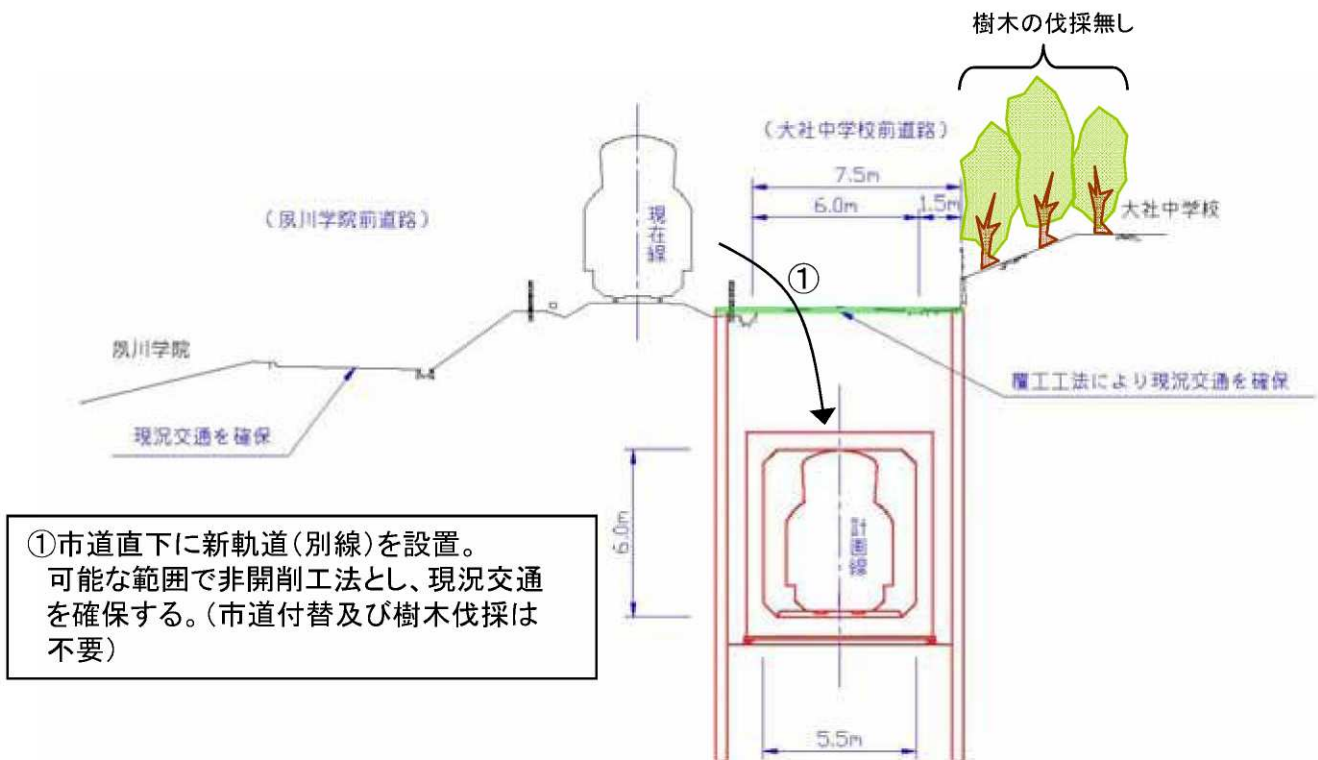 樹木の伐採無し
（大社中学校前道路）
7.5m
6.0m
1.5m
大社中学校
（夙川学院前道路）
現在線
①
夙川学院
覆工工法により現況交通を確保
現況交通を確保
6.0m
計画線
①市道直下に新軌道（別線）を設置。
可能な範囲で非開削工法とし、現況交通
を確保する。（市道付替及び樹木伐採は
不要）
5.5m